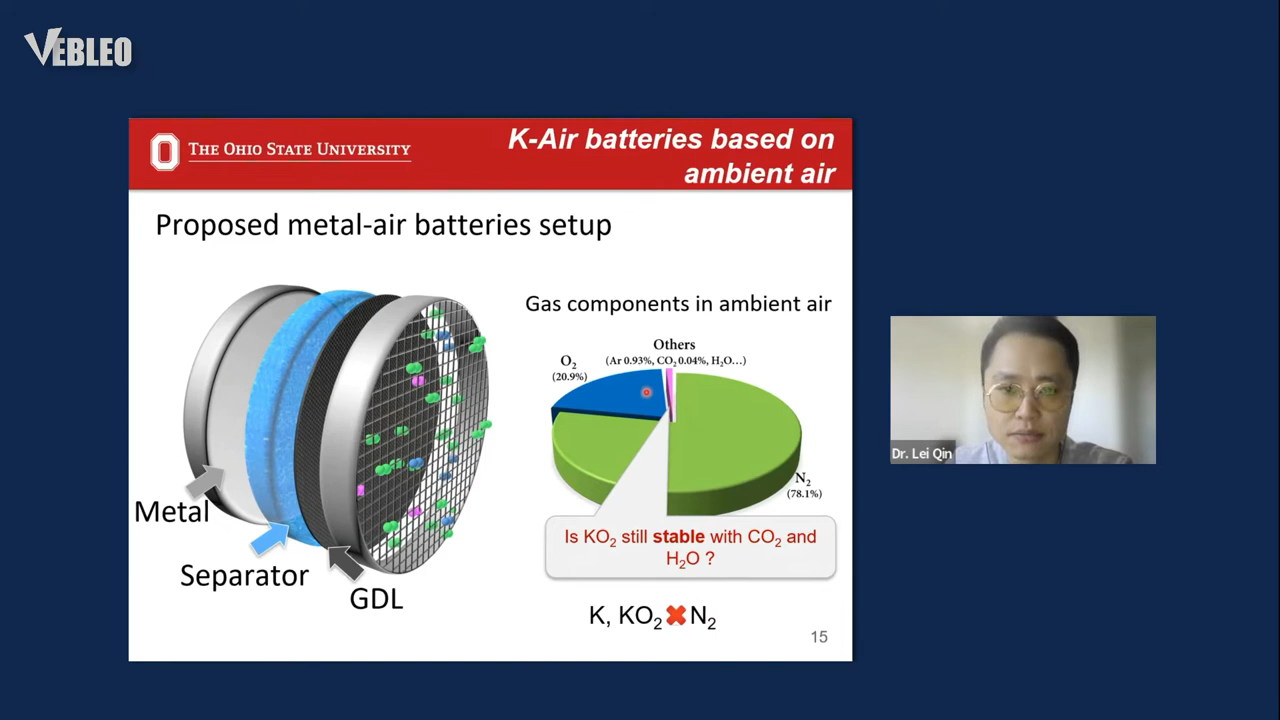 VEBLEO
THE OHIO STATE UNIVERSITY
K-Air batteries based on
ambient air
Proposed metal-air batteries setup
Metal
Separator
GDL
Gas components in ambient air
Others
(Ar 0.93%, CO₂ 0.04%, H₂O…)
O₂
(20.9%)
N₂
(78.1%)
Is KO₂ still stable with CO₂ and
H₂O ?
K, KO₂ ✖ N₂
15
Dr. Lei Qin